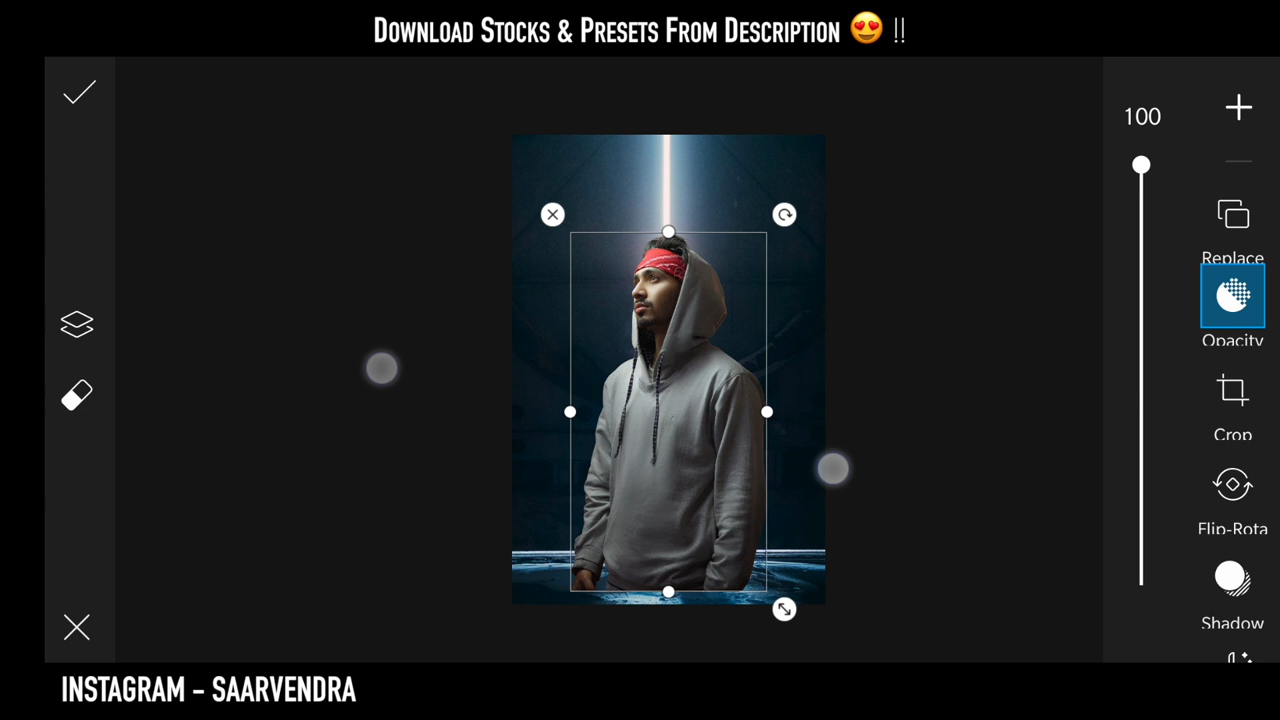 Download Stocks & Presets From Description 😍 !!
100
Replace
Opacity
Crop
Flip-Rota
Shadow
INSTAGRAM - SAARVENDRA